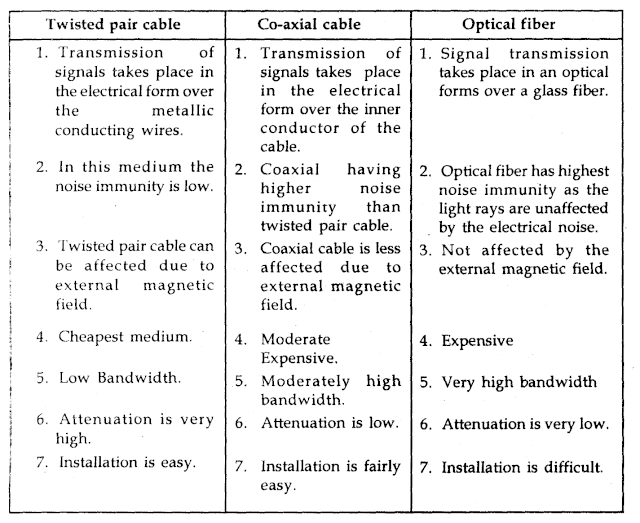 Twisted pair cable
1. Transmission of
signals takes place in
the electrical form over
the metallic
conducting wires.
2. In this medium the
noise immunity is low.
3. Twisted pair cable can
be affected due to
external magnetic
field.
4. Cheapest medium.
5. Low Bandwidth.
6. Attenuation is very
high.
7. Installation is easy.
Co-axial cable
1. Transmission of
signals takes place
in the electrical
form over the inner
conductor of the
cable.
2. Coaxial having
higher noise
immunity than
twisted pair cable.
3. Coaxial cable is less
affected due to
external magnetic
field.
4. Moderate
Expensive.
5. Moderately high
bandwidth.
6. Attenuation is low.
7. Installation is fairly
easy.
Optical fiber
1. Signal transmission
takes place in an optical
forms over a glass fiber.
2. Optical fiber has highest
noise immunity as the
light rays are unaffected
by the electrical noise.
3. Not affected by the
external magnetic field.
4. Expensive
5. Very high bandwidth
6. Attenuation is very low.
7. Installation is difficult.